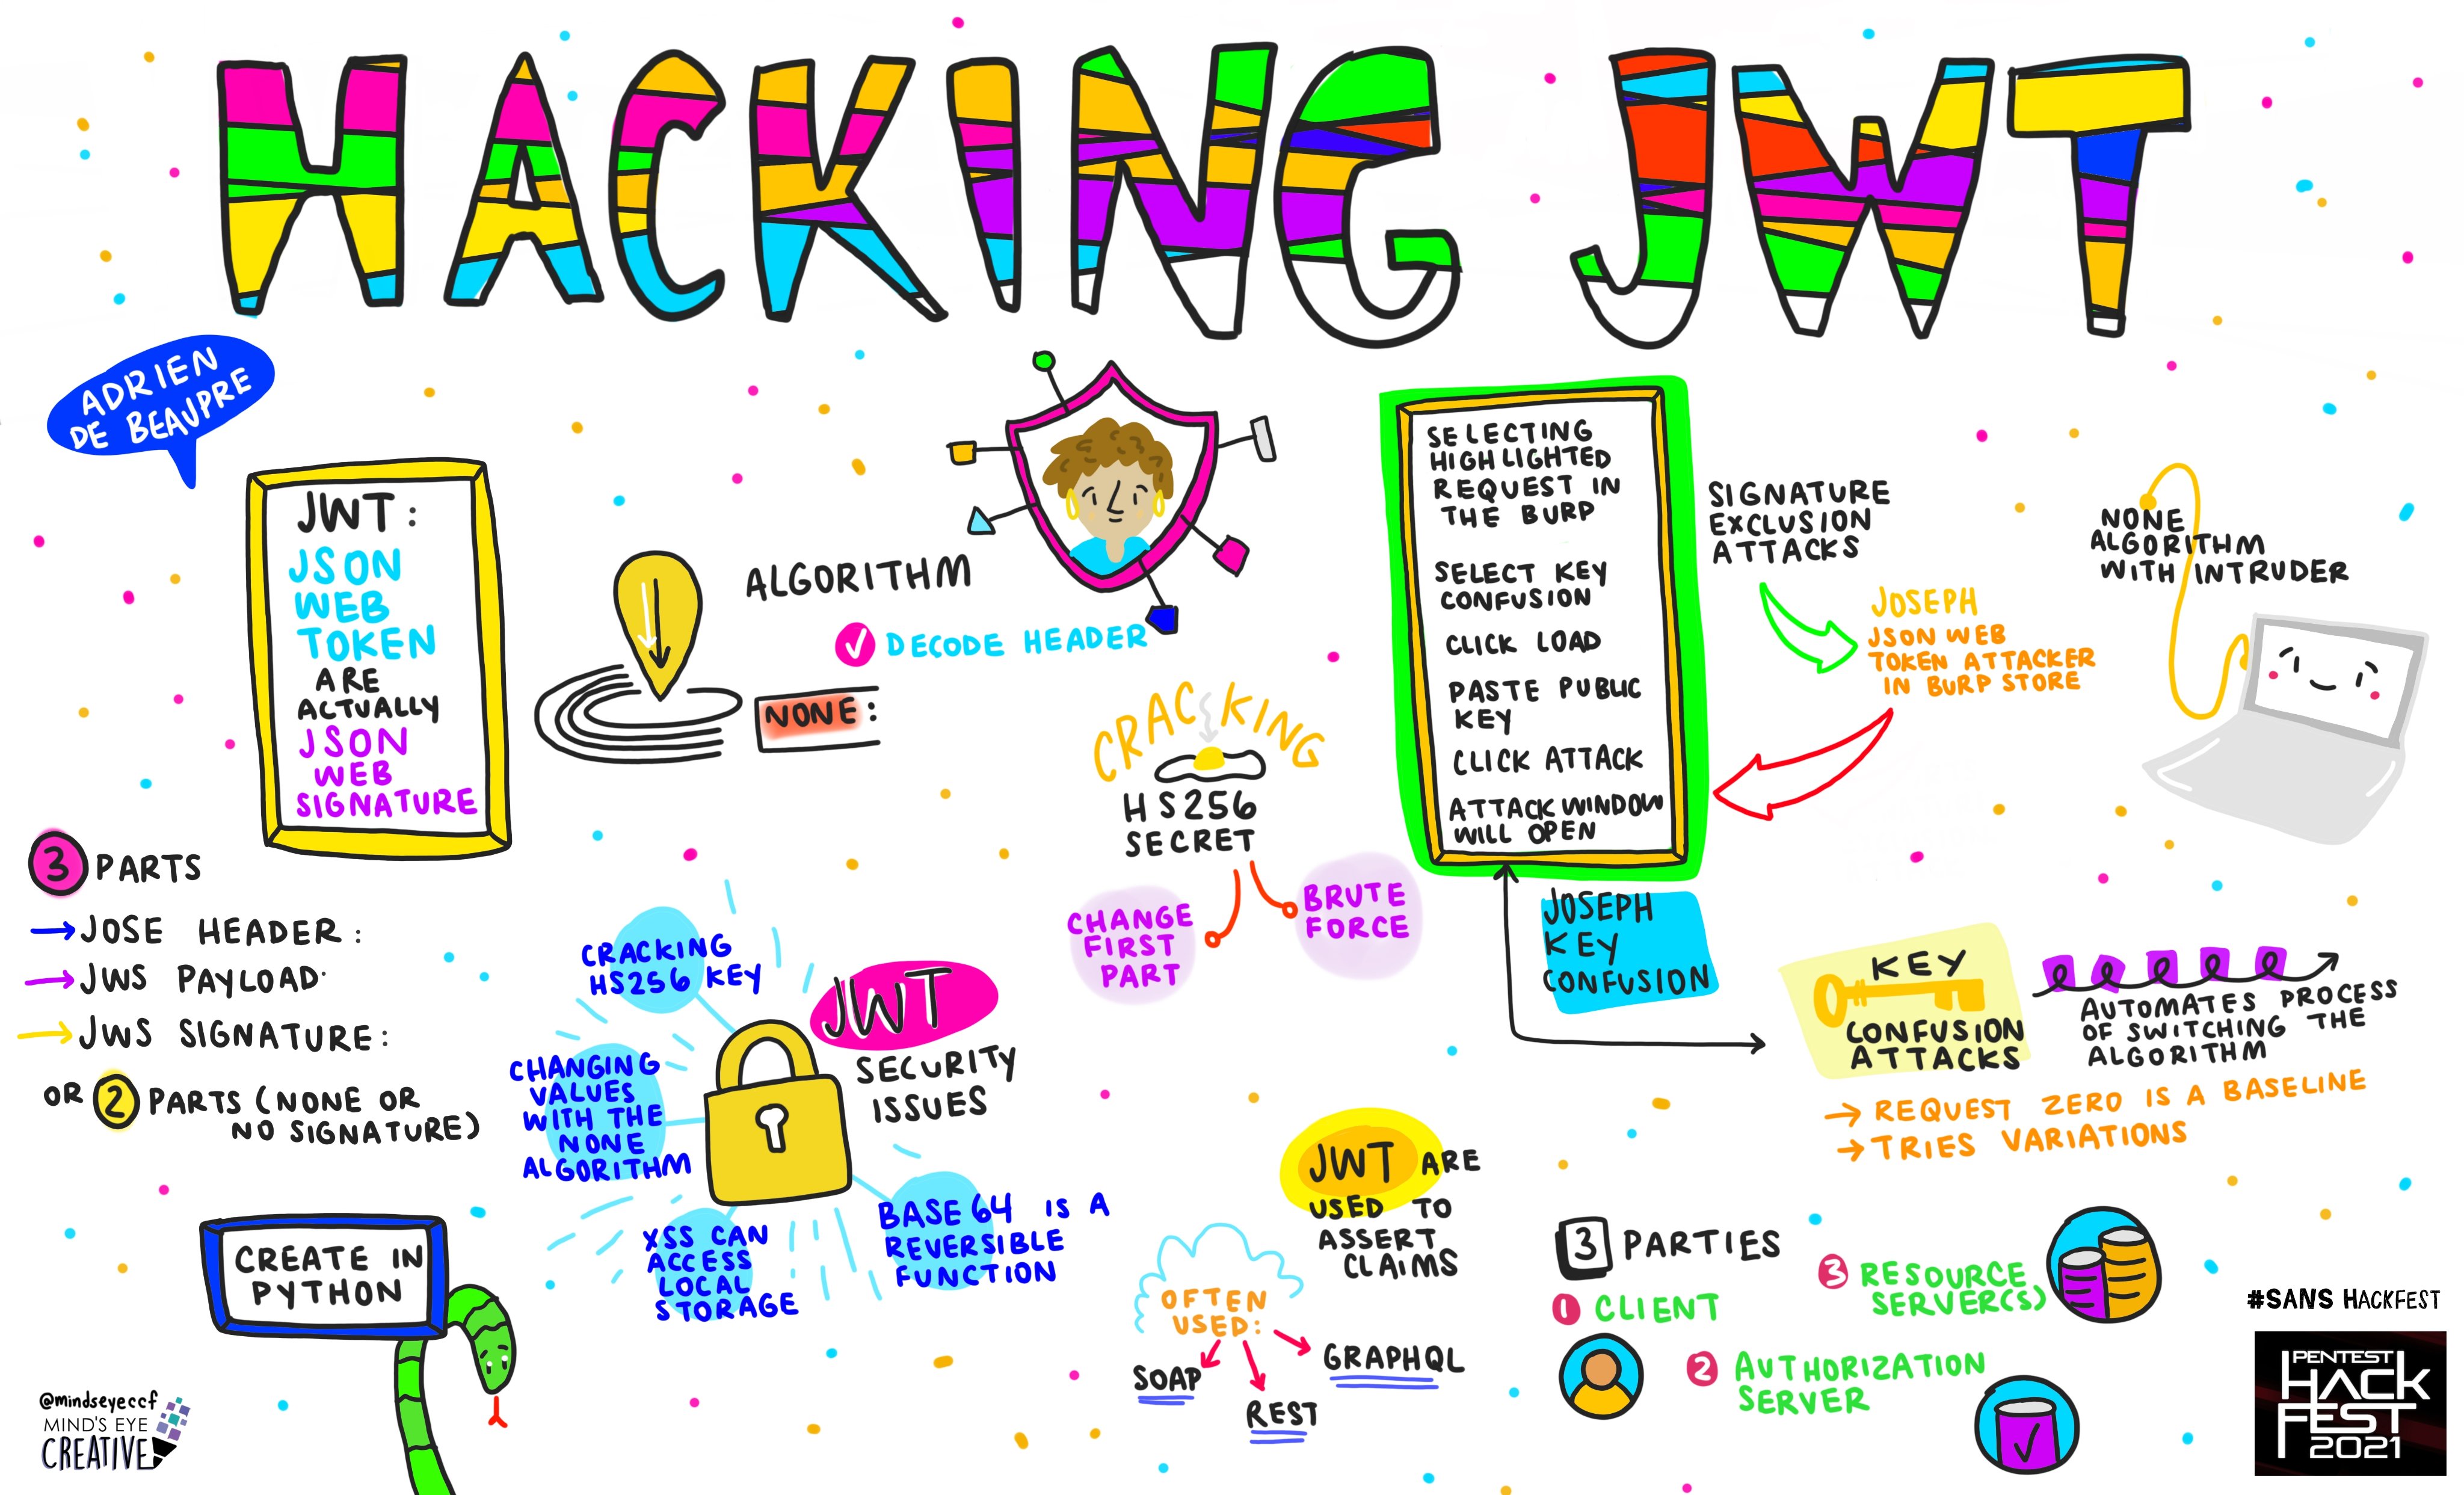 HACKING JWT
ADRIEN
DE BEAUPRE
JWT:
JSON
WEB
TOKEN
ARE
ACTUALLY
JSON
WEB
SIGNATURE
3 PARTS
→ JOSE HEADER:
→ JWS PAYLOAD
→ JWS SIGNATURE:
OR 2 PARTS (NONE OR
NO SIGNATURE)
CREATE IN
PYTHON
@mindseyeccf
MIND'S EYE
CREATIVE
ALGORITHM
✓ DECODE HEADER
NONE:
CRACKING
HS256
SECRET
CHANGE
FIRST
PART
BRUTE
FORCE
JWT
SECURITY
ISSUES
CRACKING
HS256 KEY
CHANGING
VALUES
WITH THE
NONE
ALGORITHM
XSS CAN
ACCESS
LOCAL
STORAGE
BASE 64 IS A
REVERSIBLE
FUNCTION
SELECTING
HIGHLIGHTED
REQUEST IN
THE BURP
SELECT KEY
CONFUSION
CLICK LOAD
PASTE PUBLIC
KEY
CLICK ATTACK
ATTACK WINDOW
WILL OPEN
SIGNATURE
EXCLUSION
ATTACKS
JOSEPH
JSON WEB
TOKEN ATTACKER
IN BURP STORE
NONE
ALGORITHM
WITH INTRUDER
JOSEPH
KEY
CONFUSION
KEY
CONFUSION
ATTACKS
AUTOMATES PROCESS
OF SWITCHING THE
ALGORITHM
→ REQUEST ZERO IS A BASELINE
→ TRIES VARIATIONS
JWT ARE
USED TO
ASSERT
CLAIMS
OFTEN
USED:
SOAP
REST
GRAPHQL
3 PARTIES
1 CLIENT
2 AUTHORIZATION
SERVER
3 RESOURCE
SERVER(S)
#SANS HACKFEST
PENTEST
HACK
FEST
2021